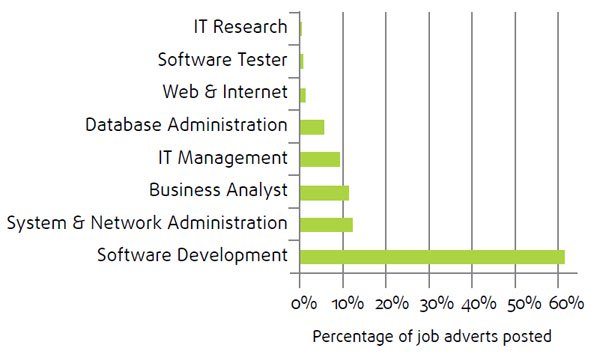 IT Research
Software Tester
Web & Internet
Database Administration
IT Management
Business Analyst
System & Network Administration
Software Development
0% 10% 20% 30% 40% 50% 60%
Percentage of job adverts posted